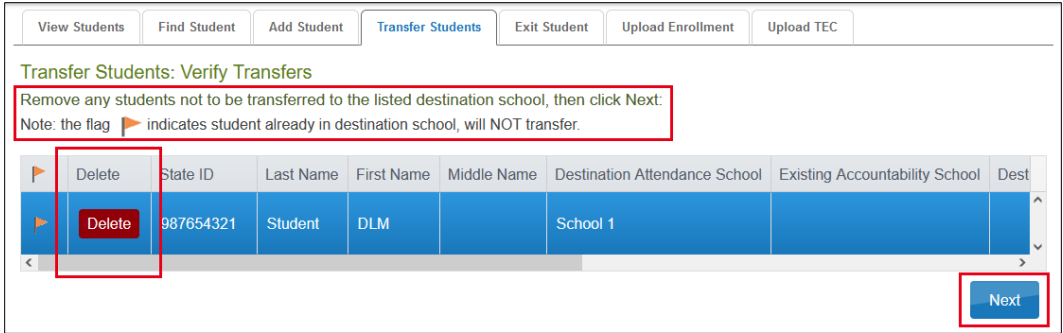 View Students Find Student Add Student Transfer Students Exit Student Upload Enrollment Upload TEC
Transfer Students: Verify Transfers
Remove any students not to be transferred to the listed destination school, then click Next:
Note: the flag indicates student already in destination school, will NOT transfer.
Delete State ID Last Name First Name Middle Name Destination Attendance School Existing Accountability School Dest
Delete 987654321 Student DLM School 1
Next